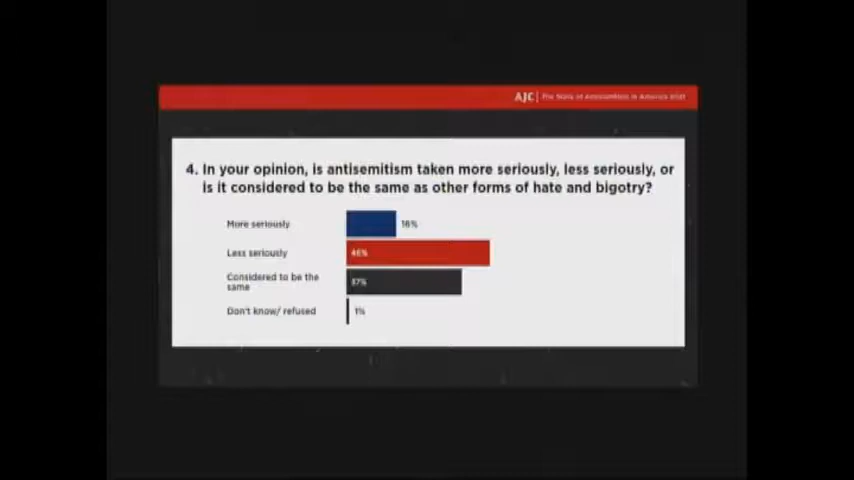 AJC | The State of Antisemitism in America
4. In your opinion, is antisemitism taken more seriously, less seriously, or
is it considered to be the same as other forms of hate and bigotry?
More seriously 16%
Less seriously 46%
Considered to be the
same 37%
Don't know/ refused 1%